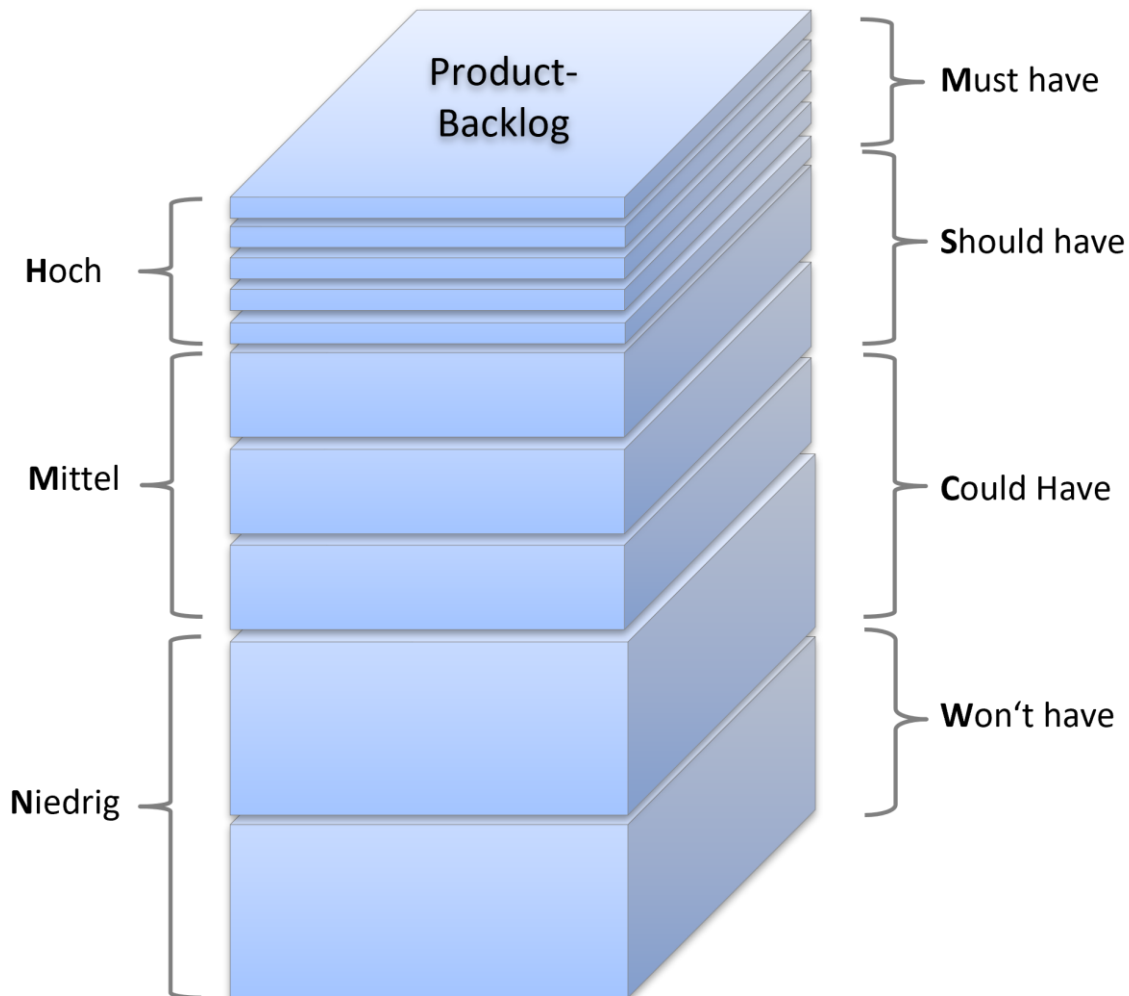 Product-
Backlog
Hoch
Mittel
Niedrig
Must have
Should have
Could Have
Won‘t have